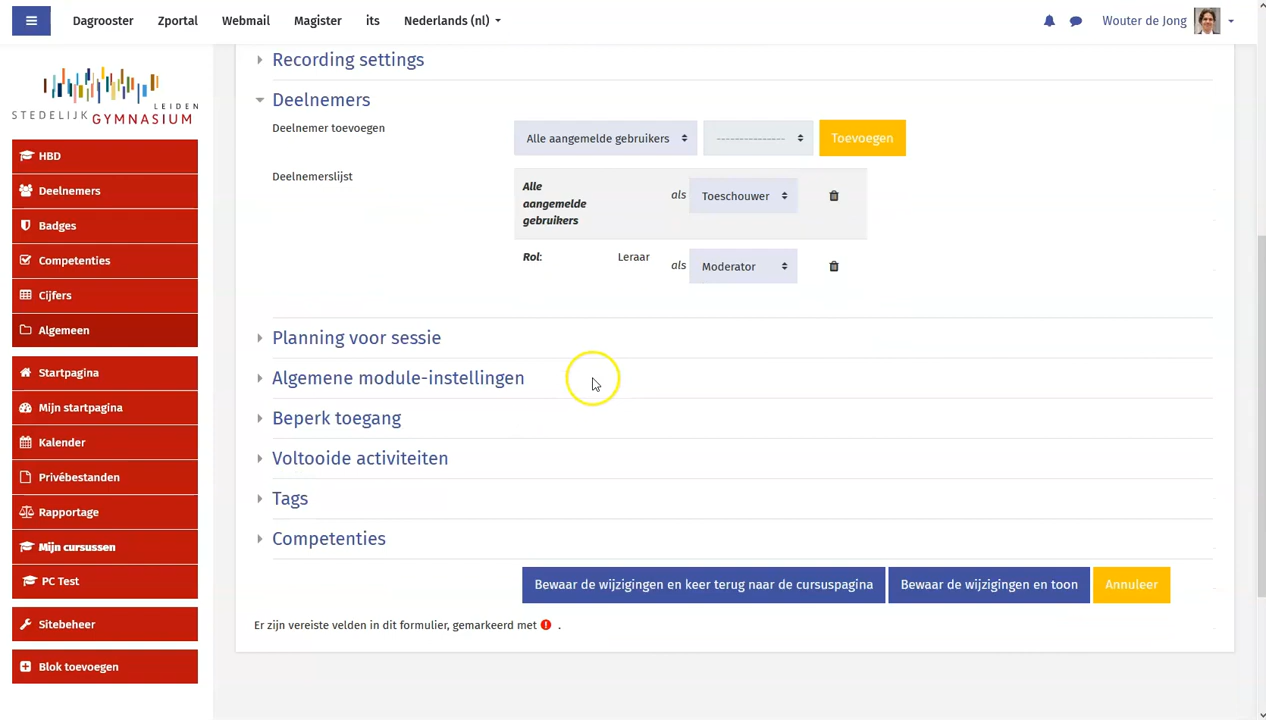 Dagrooster Zportal Webmail Magister its Nederlands (nl) Wouter de Jong
LEIDEN
STEDELIJK GYMNASIUM
HBD
Deelnemers
Badges
Competenties
Cijfers
Algemeen
Startpagina
Mijn startpagina
Kalender
Privébestanden
Rapportage
Mijn cursussen
PC Test
Sitebeheer
Blok toevoegen
Recording settings
Deelnemers
Deelnemer toevoegen Alle aangemelde gebruikers --------------- Toevoegen
Deelnemerslijst
Alle
aangemelde
gebruikers
als Toeschouwer
Rol: Leraar als Moderator
Planning voor sessie
Algemene module-instellingen
Beperk toegang
Voltooide activiteiten
Tags
Competenties
Bewaar de wijzigingen en keer terug naar de cursuspagina Bewaar de wijzigingen en toon Annuleer
Er zijn vereiste velden in dit formulier, gemarkeerd met .